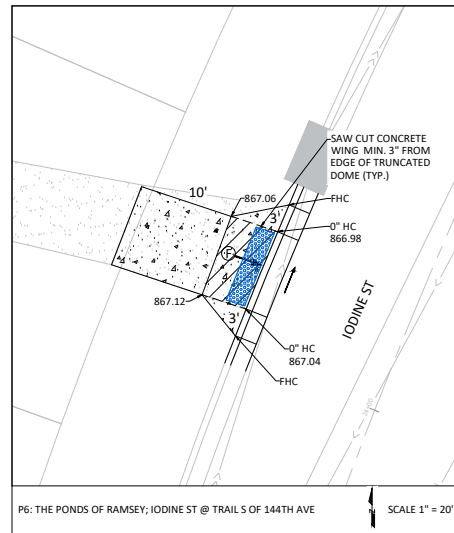 SAW CUT CONCRETE
WING MIN. 3" FROM
EDGE OF TRUNCATED
DOME (TYP.)
10'
867.06
FHC
3'
0" HC
866.98
F
867.12
3'
0" HC
867.04
FHC
IODINE ST
14+00
P6: THE PONDS OF RAMSEY; IODINE ST @ TRAIL S OF 144TH AVE
SCALE 1" = 20'